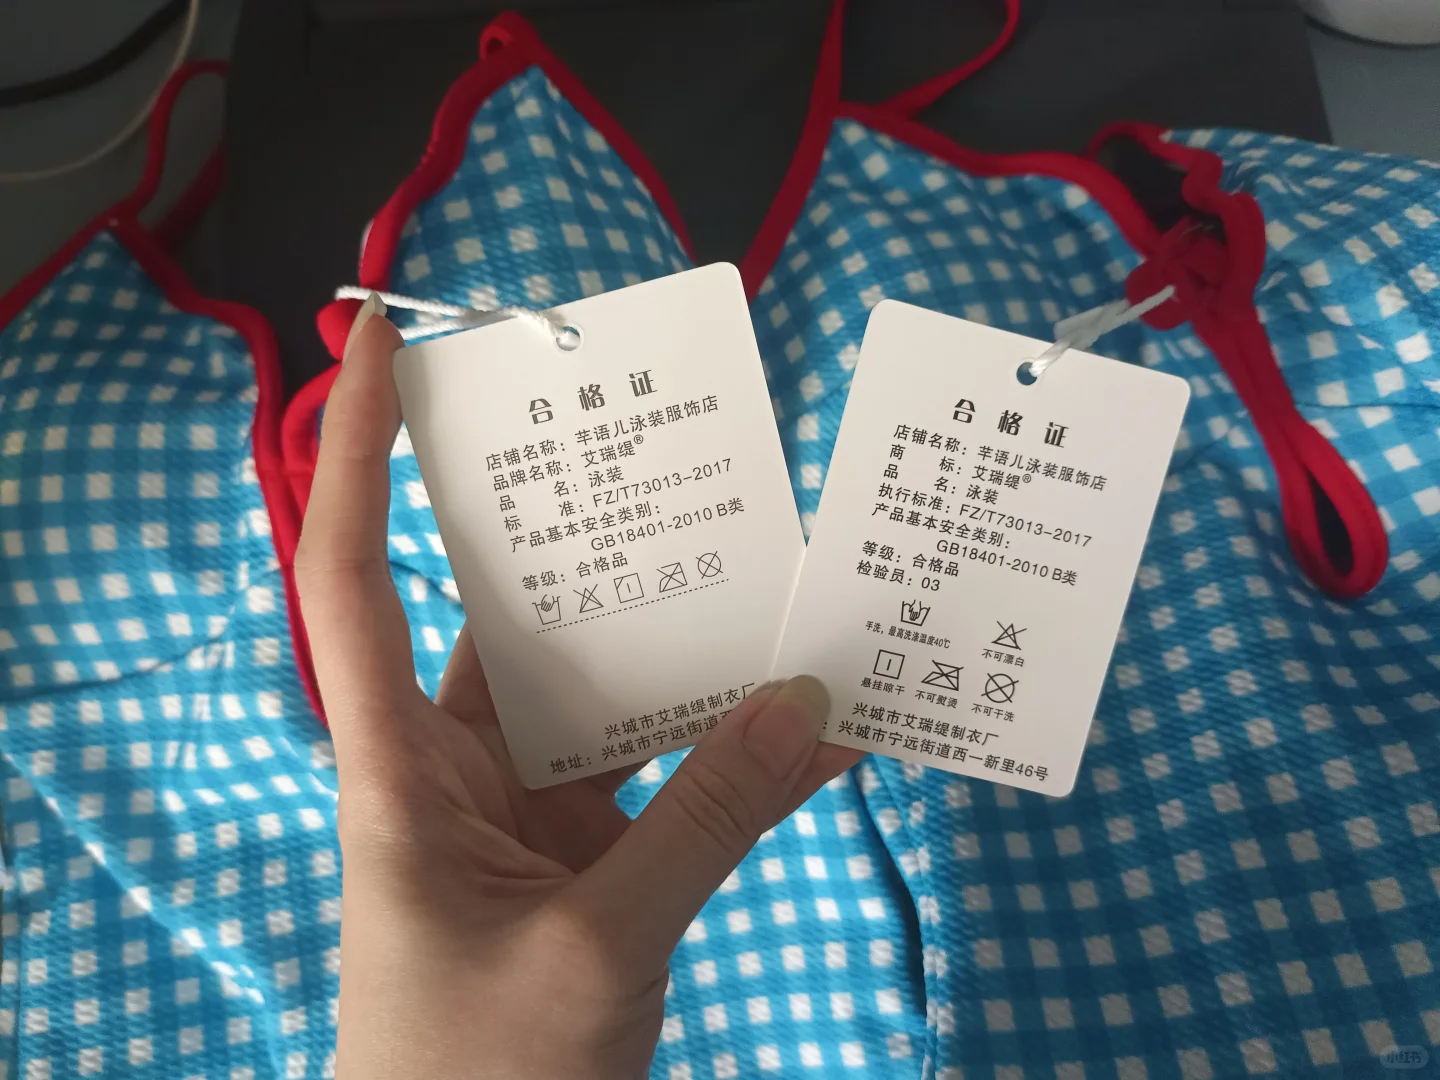 合格证
店铺名称：芊语儿泳装服饰店
品牌名称：艾瑞缇®
品 名：泳装
标 准：FZ/T73013-2017
产品基本安全类别：
GB18401-2010 B类
等级：合格品
兴城市艾瑞缇制衣厂
地址：兴城市宁远街道
合格证
店铺名称：芊语儿泳装服饰店
商 标：艾瑞缇®
品 名：泳装
执行标准：FZ/T73013-2017
产品基本安全类别：
GB18401-2010 B类
等级：合格品
检验员：03
手洗，最高洗涤温度40℃
不可漂白
悬挂晾干 不可熨烫 不可干洗
兴城市艾瑞缇制衣厂
：兴城市宁远街道西一新里46号
小红书